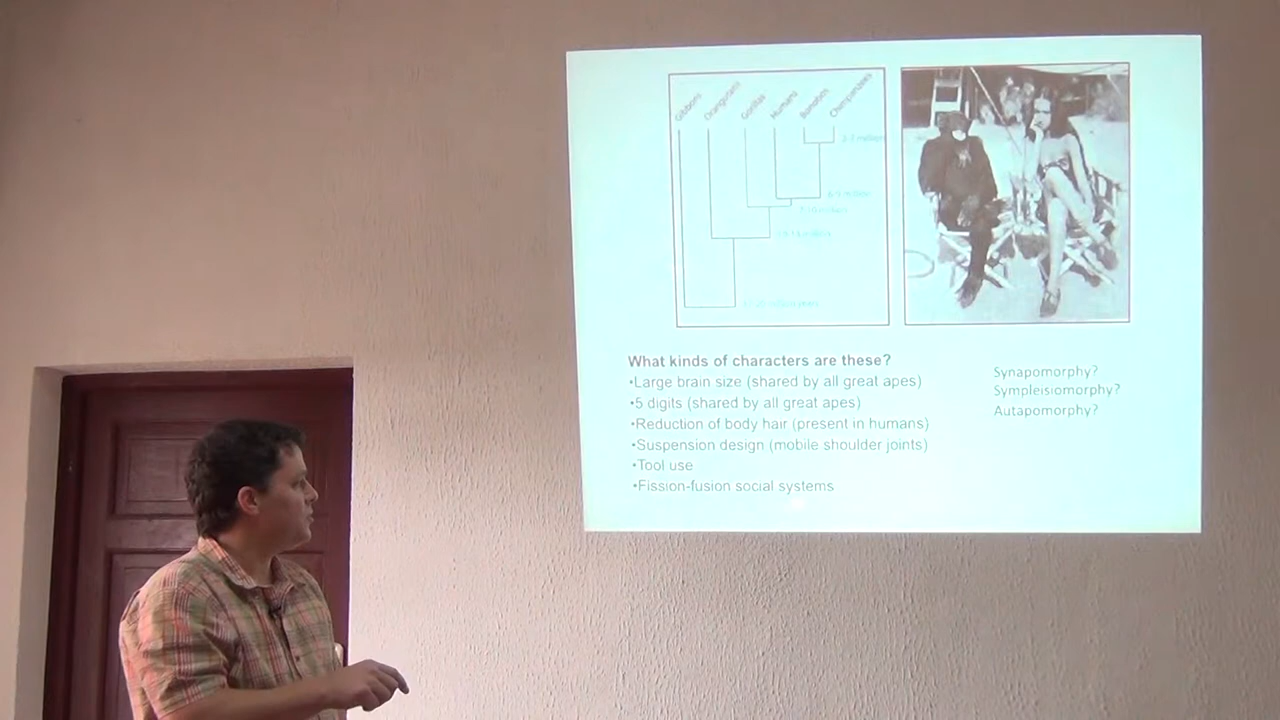 Gibbons
Orangutans
Gorillas
Humans
Bonobos
Chimpanzees
What kinds of characters are these?
•Large brain size (shared by all great apes)
•5 digits (shared by all great apes)
•Reduction of body hair (present in humans)
•Suspension design (mobile shoulder joints)
•Tool use
•Fission-fusion social systems
Synapomorphy?
Sympleisiomorphy?
Autapomorphy?